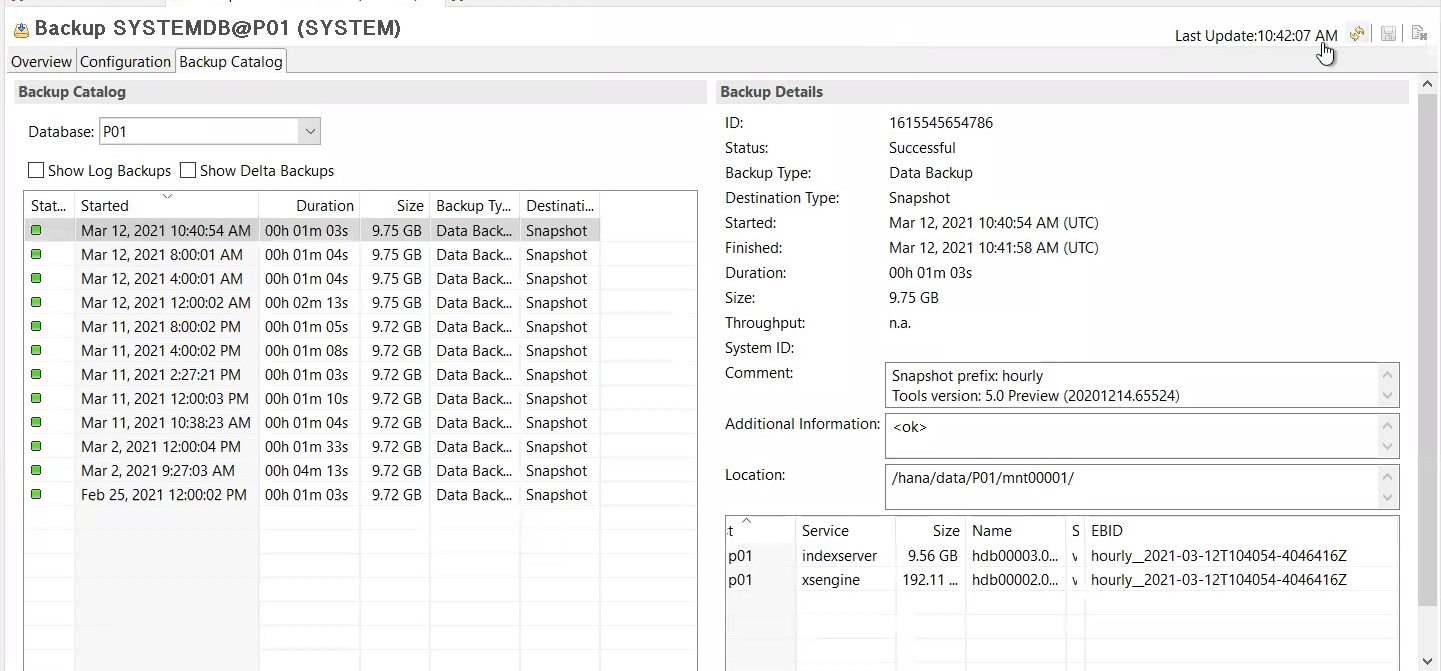 Backup SYSTEMDB@P01 (SYSTEM)
Last Update:10:42:07 AM
Overview Configuration Backup Catalog
Backup Catalog
Database: P01
Show Log Backups Show Delta Backups
Stat... Started Duration Size Backup Ty... Destinati...
Mar 12, 2021 10:40:54 AM 00h 01m 03s 9.75 GB Data Back... Snapshot
Mar 12, 2021 8:00:01 AM 00h 01m 04s 9.75 GB Data Back... Snapshot
Mar 12, 2021 4:00:01 AM 00h 01m 04s 9.75 GB Data Back... Snapshot
Mar 12, 2021 12:00:02 AM 00h 02m 13s 9.75 GB Data Back... Snapshot
Mar 11, 2021 8:00:02 PM 00h 01m 05s 9.72 GB Data Back... Snapshot
Mar 11, 2021 4:00:02 PM 00h 01m 08s 9.72 GB Data Back... Snapshot
Mar 11, 2021 2:27:21 PM 00h 01m 03s 9.72 GB Data Back... Snapshot
Mar 11, 2021 12:00:03 PM 00h 01m 10s 9.72 GB Data Back... Snapshot
Mar 11, 2021 10:38:23 AM 00h 01m 04s 9.72 GB Data Back... Snapshot
Mar 2, 2021 12:00:04 PM 00h 01m 33s 9.72 GB Data Back... Snapshot
Mar 2, 2021 9:27:03 AM 00h 04m 13s 9.72 GB Data Back... Snapshot
Feb 25, 2021 12:00:02 PM 00h 01m 03s 9.72 GB Data Back... Snapshot
Backup Details
ID: 1615545654786
Status: Successful
Backup Type: Data Backup
Destination Type: Snapshot
Started: Mar 12, 2021 10:40:54 AM (UTC)
Finished: Mar 12, 2021 10:41:58 AM (UTC)
Duration: 00h 01m 03s
Size: 9.75 GB
Throughput: n.a.
System ID:
Comment: Snapshot prefix: hourly
Tools version: 5.0 Preview (20201214.65524)
Additional Information: <ok>
Location: /hana/data/P01/mnt00001/
:t Service Size Name S EBID
p01 indexserver 9.56 GB hdb00003.0... v hourly__2021-03-12T104054-4046416Z
p01 xsengine 192.11 ... hdb00002.0... v hourly__2021-03-12T104054-4046416Z